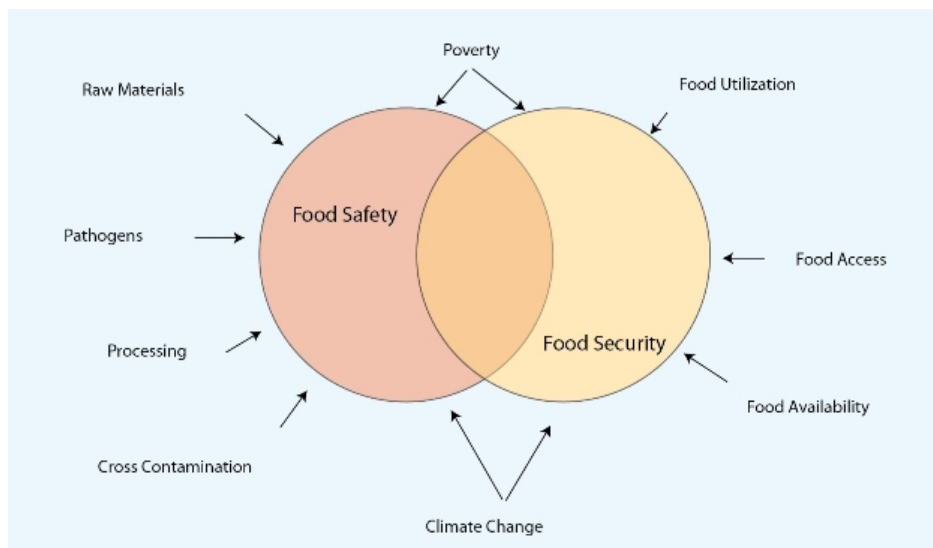 Poverty
Raw Materials
Food Utilization
Food Safety
Pathogens
Food Access
Food Security
Processing
Food Availability
Cross Contamination
Climate Change